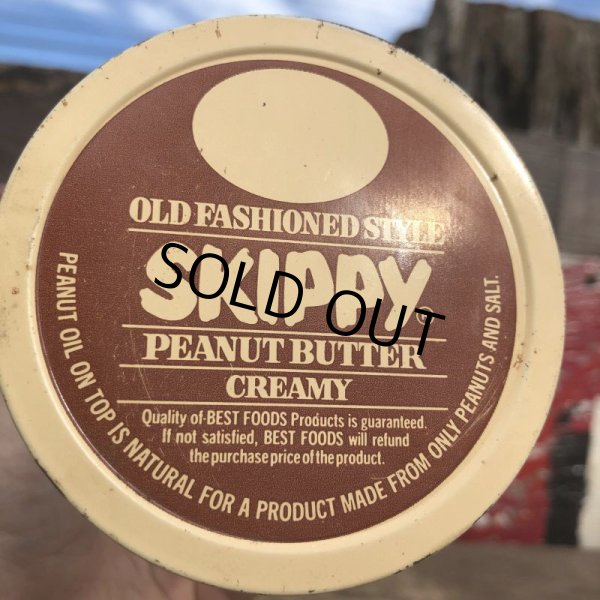 OLD FASHIONED STYLE
SKIPPY®
SOLD OUT
PEANUT BUTTER
CREAMY
Quality of BEST FOODS Products is guaranteed.
If not satisfied, BEST FOODS will refund
the purchase price of the product.
PEANUT OIL ON TOP IS NATURAL FOR A PRODUCT MADE FROM ONLY PEANUTS AND SALT.